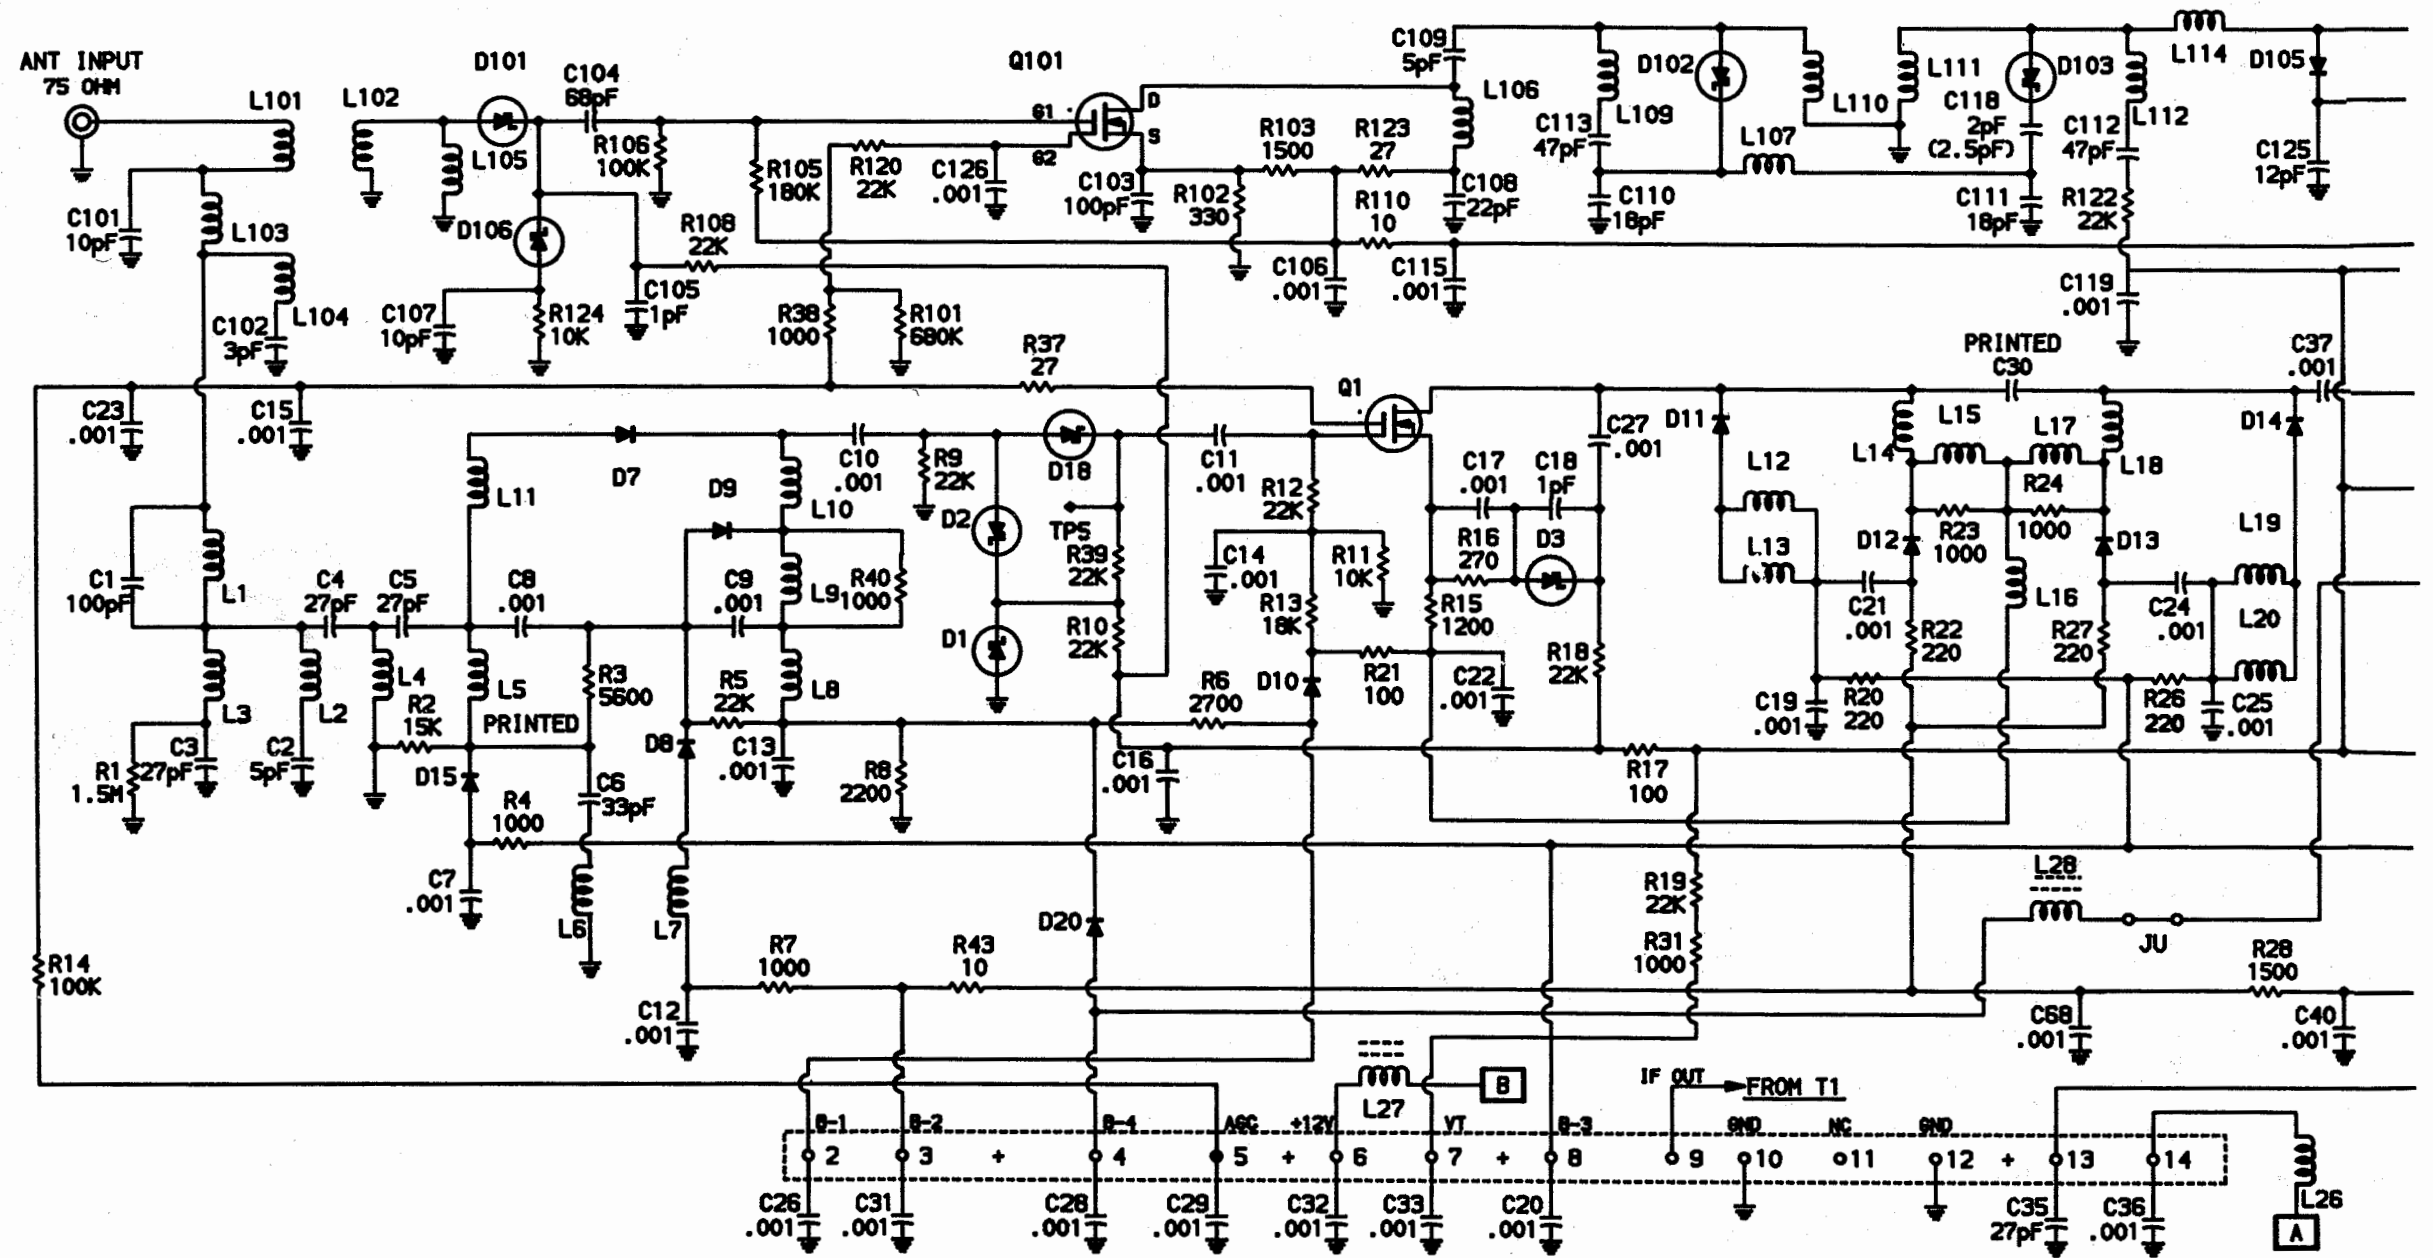 ANT INPUT
75 OHM
L101
L102
D101
C104
68pF
Q101
C109
5pF
L106
D102
L109
L110
L111
D103
C118
2pF
(2.5pF)
L112
L114
D105
L105
R106
100K
R105
180K
R120
22K
C126
.001
G1
G2
D
S
C103
100pF
R103
1500
R123
27
R102
330
R110
10
C108
22pF
C113
47pF
L107
C110
18pF
C111
18pF
C112
47pF
R122
22K
C125
12pF
C101
10pF
L103
C102
3pF
L104
D106
R108
22K
C107
10pF
R124
10K
C105
1pF
R38
1000
R101
680K
C106
.001
C115
.001
C119
.001
R37
27
Q1
PRINTED
C30
C37
.001
C23
.001
C15
.001
L11
D7
D9
C10
.001
L10
R9
22K
D18
D2
TP5
C11
.001
R12
22K
C17
.001
C18
1pF
C27
.001
D11
L12
L14
L15
L17
L18
D14
R24
1000
L19
C1
100pF
L1
C4
27pF
C5
27pF
C8
.001
C9
.001
L9
R40
1000
R39
22K
C14
.001
R11
10K
R16
270
D3
L13
D12
R23
1000
D13
L16
D1
R10
22K
R13
18K
R15
1200
C21
.001
R22
220
R27
220
C24
.001
L20
L3
L2
L4
R2
15K
L5
R3
5600
PRINTED
R5
22K
L8
R6
2700
D10
R21
100
C22
.001
R18
22K
C19
.001
R20
220
R26
220
C25
.001
R1
1.5M
C3
27pF
C2
5pF
D15
C6
33pF
D8
C13
.001
R8
2200
C16
.001
R17
100
R4
1000
C7
.001
L6
L7
D20
R19
22K
L28
R14
100K
R7
1000
R43
10
R31
1000
JU
R28
1500
C12
.001
C68
.001
C40
.001
L27
B
IF OUT
FROM T1
B-1
B-2
B-4
AGC
+12V
VT
B-3
GND
NC
GND
2
3
+
4
5
+
6
7
+
8
9
10
11
12
+
13
14
C26
.001
C31
.001
C28
.001
C29
.001
C32
.001
C33
.001
C20
.001
C35
27pF
C36
.001
L26
A